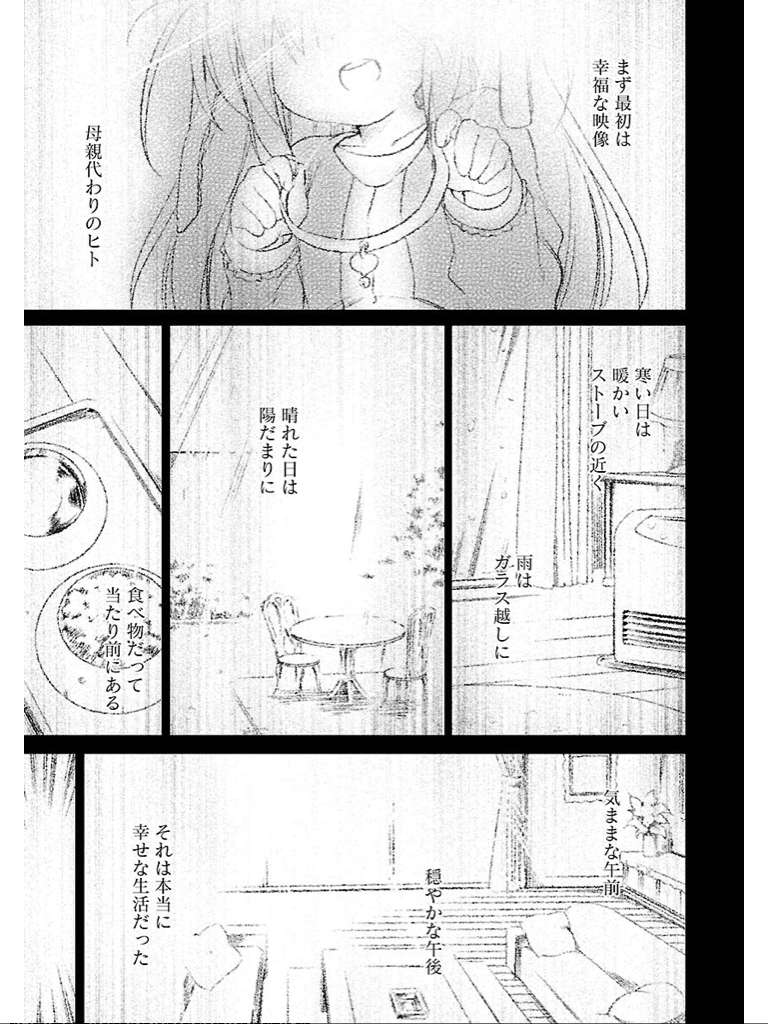 まず最初は
幸福な映像
母親代わりのヒト
寒い日は
暖かい
ストーブの近く
雨は
ガラス越しに
晴れた日は
陽だまりに
食べ物だって
当たり前にある
気ままな午前
穏やかな午後
それは本当に
幸せな生活だった